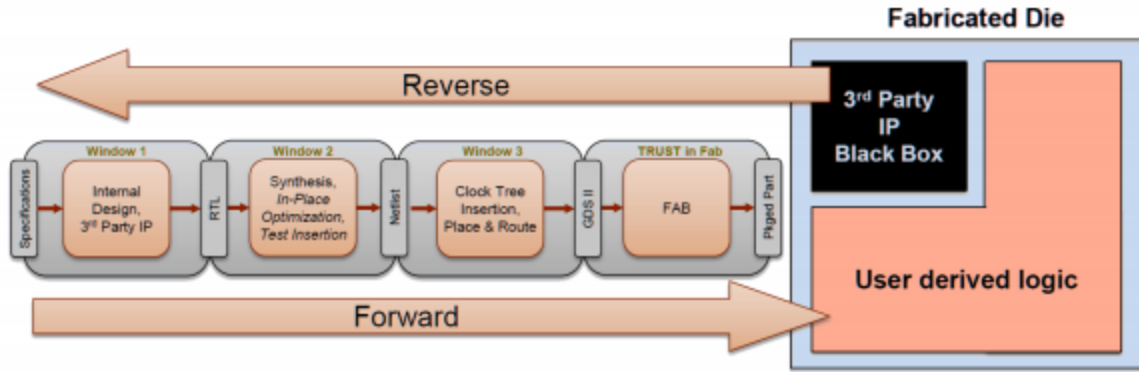 Fabricated Die
Reverse
3rd Party
IP
Black Box
Window 1
Window 2
Window 3
TRUST in Fab
Specifications
Internal
Design,
3rd Party IP
RTL
Synthesis,
In-Place
Optimization,
Test Insertion
Netlist
Clock Tree
Insertion,
Place & Route
GDS II
FAB
Pkged Part
User derived logic
Forward